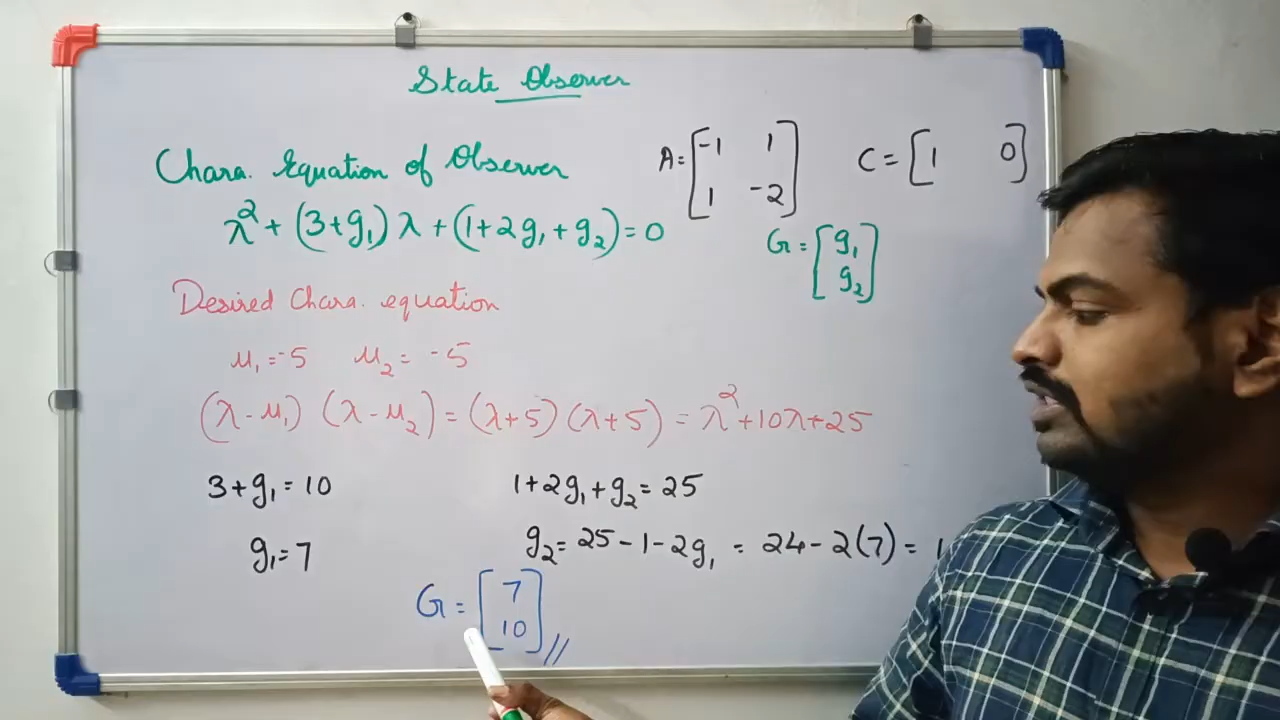 State Observer
Chara. Equation of Observer
A = [-1 1; 1 -2] C = [1 0]
λ² + (3+g₁) λ + (1+2g₁+g₂) = 0
G = [g₁; g₂]
Desired Chara. equation
μ₁ = -5 μ₂ = -5
(λ-μ₁) (λ-μ₂) = (λ+5) (λ+5) = λ²+10λ+25
3+g₁ = 10 1+2g₁+g₂ = 25
g₁ = 7 g₂ = 25 - 1 - 2g₁ = 24 - 2(7) = 1
G = [7; 10] //